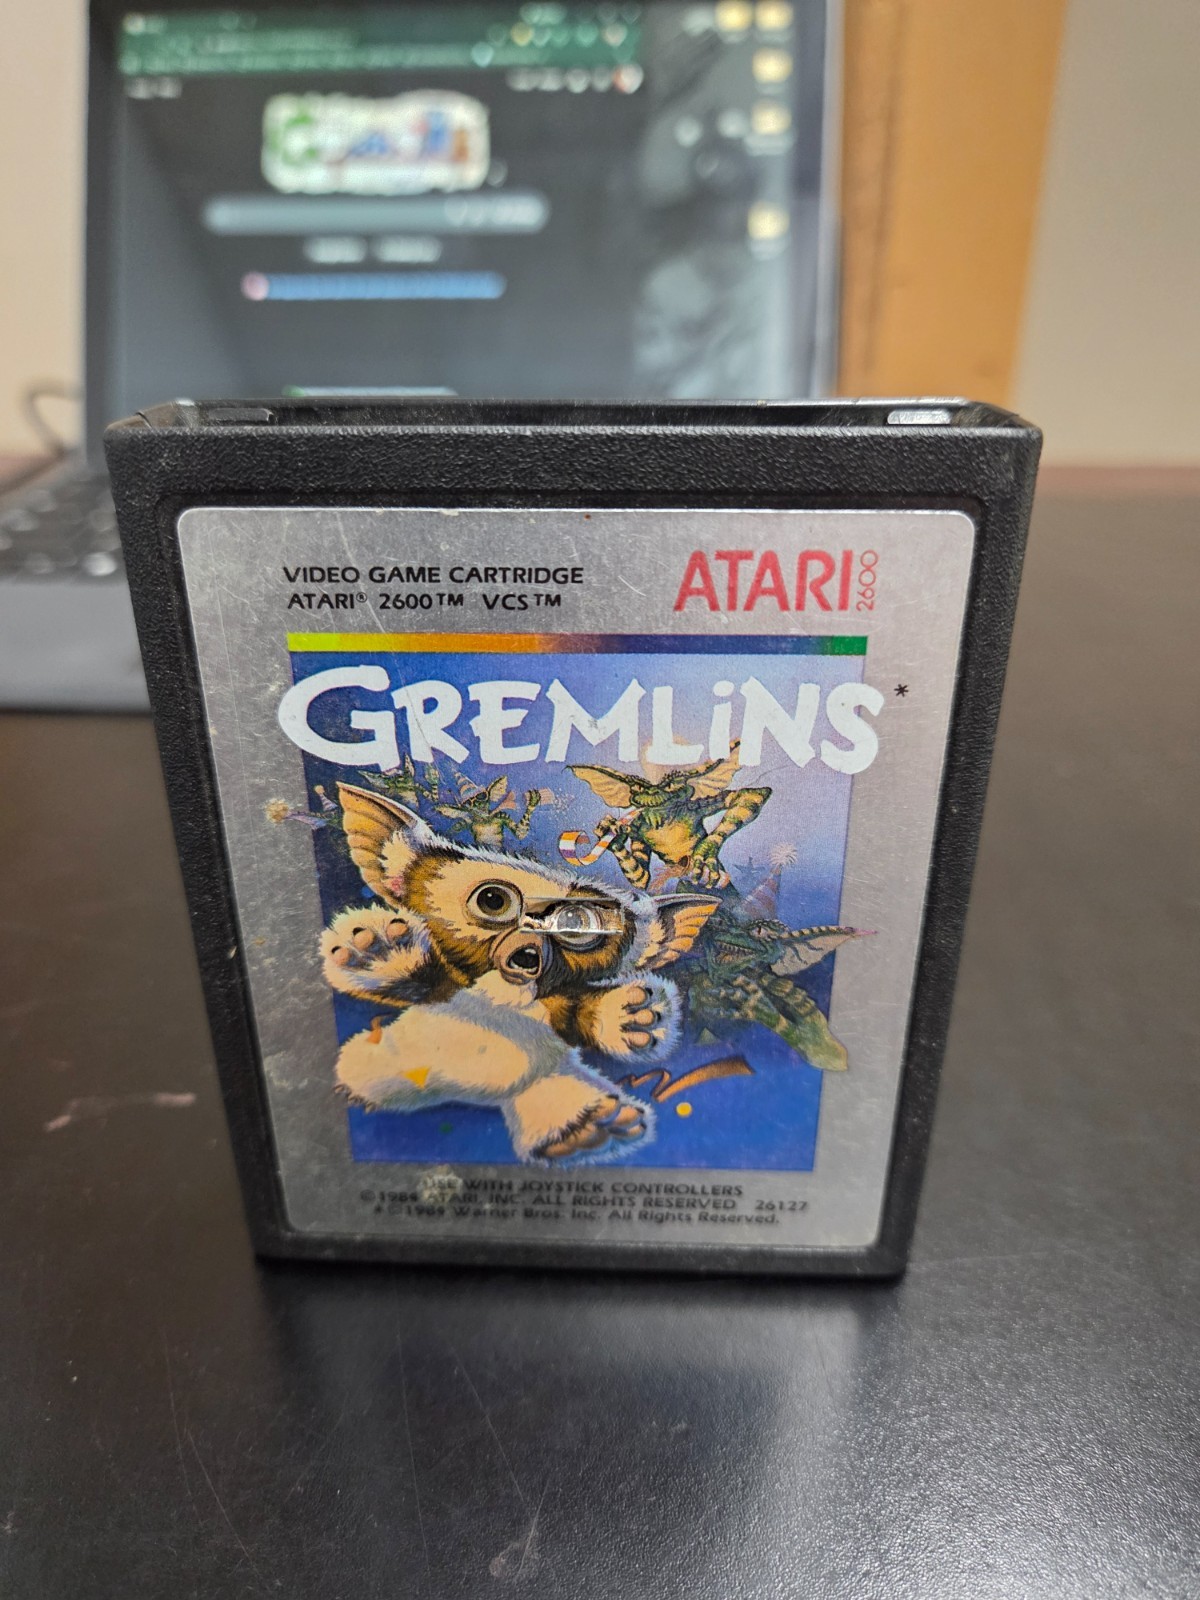 VIDEO GAME CARTRIDGE
ATARI® 2600™ VCS™
ATARI 2600
GREMLiNS*
USE WITH JOYSTICK CONTROLLERS
©1984 ATARI, INC. ALL RIGHTS RESERVED 26127
* ©1984 Warner Bros. Inc. All Rights Reserved.